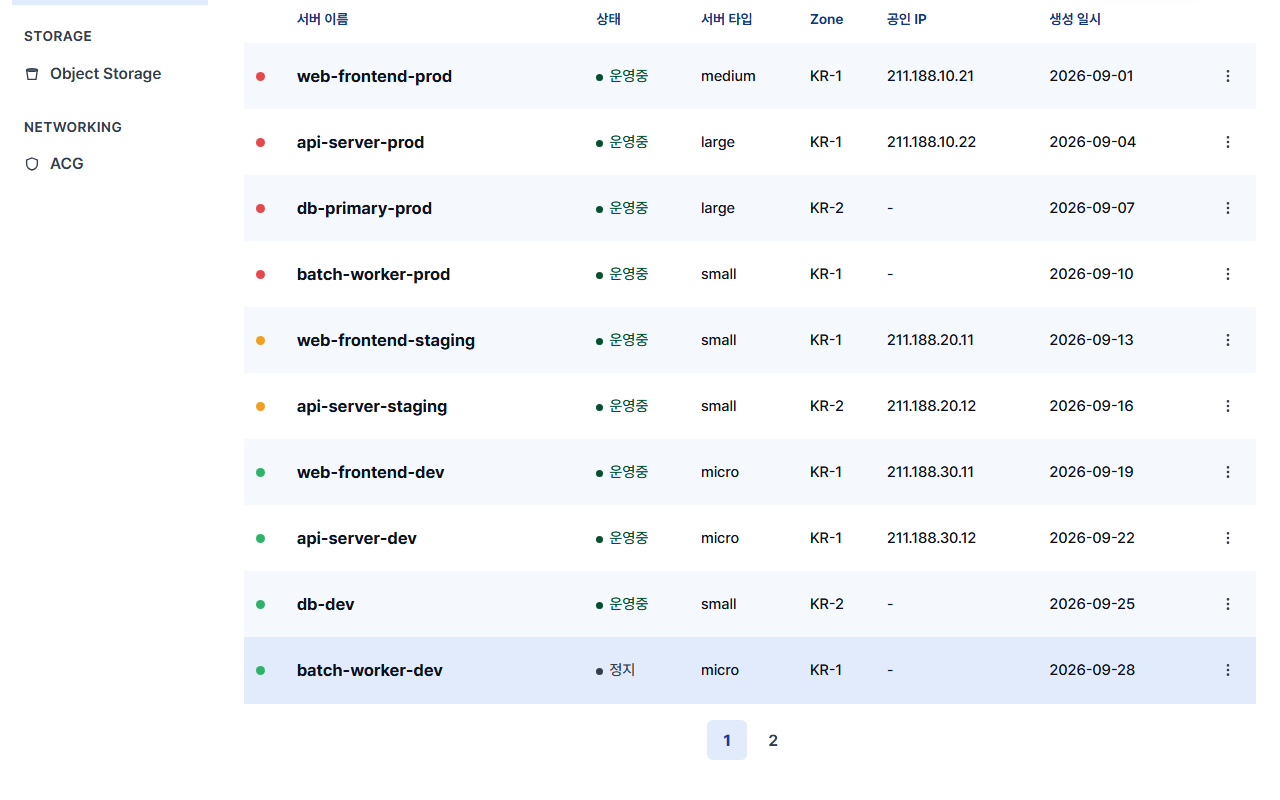 STORAGE
Object Storage
NETWORKING
ACG
서버 이름 상태 서버 타입 Zone 공인 IP 생성 일시
web-frontend-prod 운영중 medium KR-1 211.188.10.21 2026-09-01
api-server-prod 운영중 large KR-1 211.188.10.22 2026-09-04
db-primary-prod 운영중 large KR-2 - 2026-09-07
batch-worker-prod 운영중 small KR-1 - 2026-09-10
web-frontend-staging 운영중 small KR-1 211.188.20.11 2026-09-13
api-server-staging 운영중 small KR-2 211.188.20.12 2026-09-16
web-frontend-dev 운영중 micro KR-1 211.188.30.11 2026-09-19
api-server-dev 운영중 micro KR-1 211.188.30.12 2026-09-22
db-dev 운영중 small KR-2 - 2026-09-25
batch-worker-dev 정지 micro KR-1 - 2026-09-28
1 2